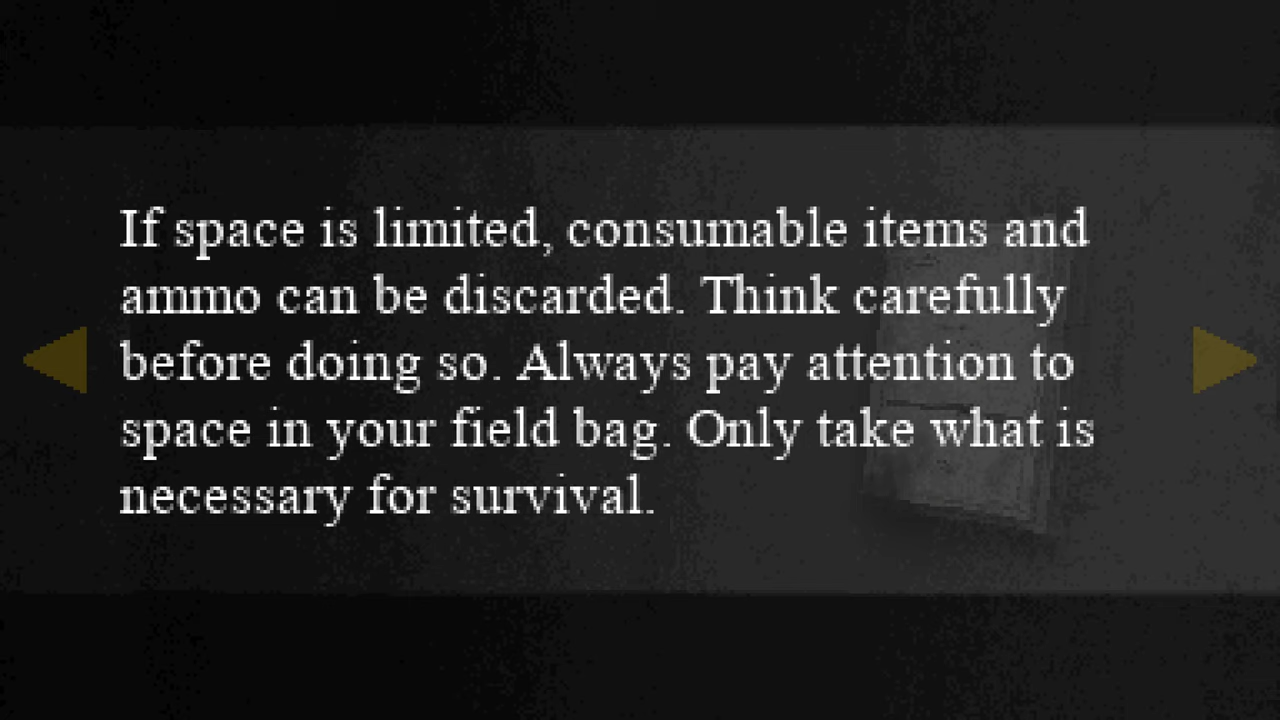 If space is limited, consumable items and
ammo can be discarded. Think carefully
before doing so. Always pay attention to
space in your field bag. Only take what is
necessary for survival.